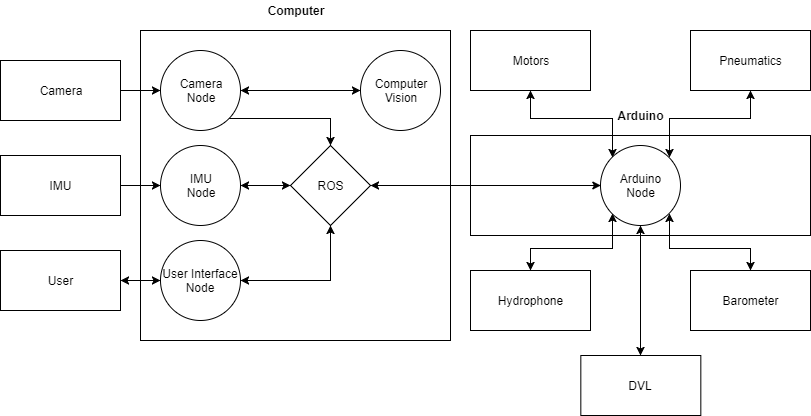 Computer
Camera
Camera
Node
Computer
Vision
Motors
Pneumatics
Arduino
IMU
IMU
Node
ROS
Arduino
Node
User
User Interface
Node
Hydrophone
Barometer
DVL